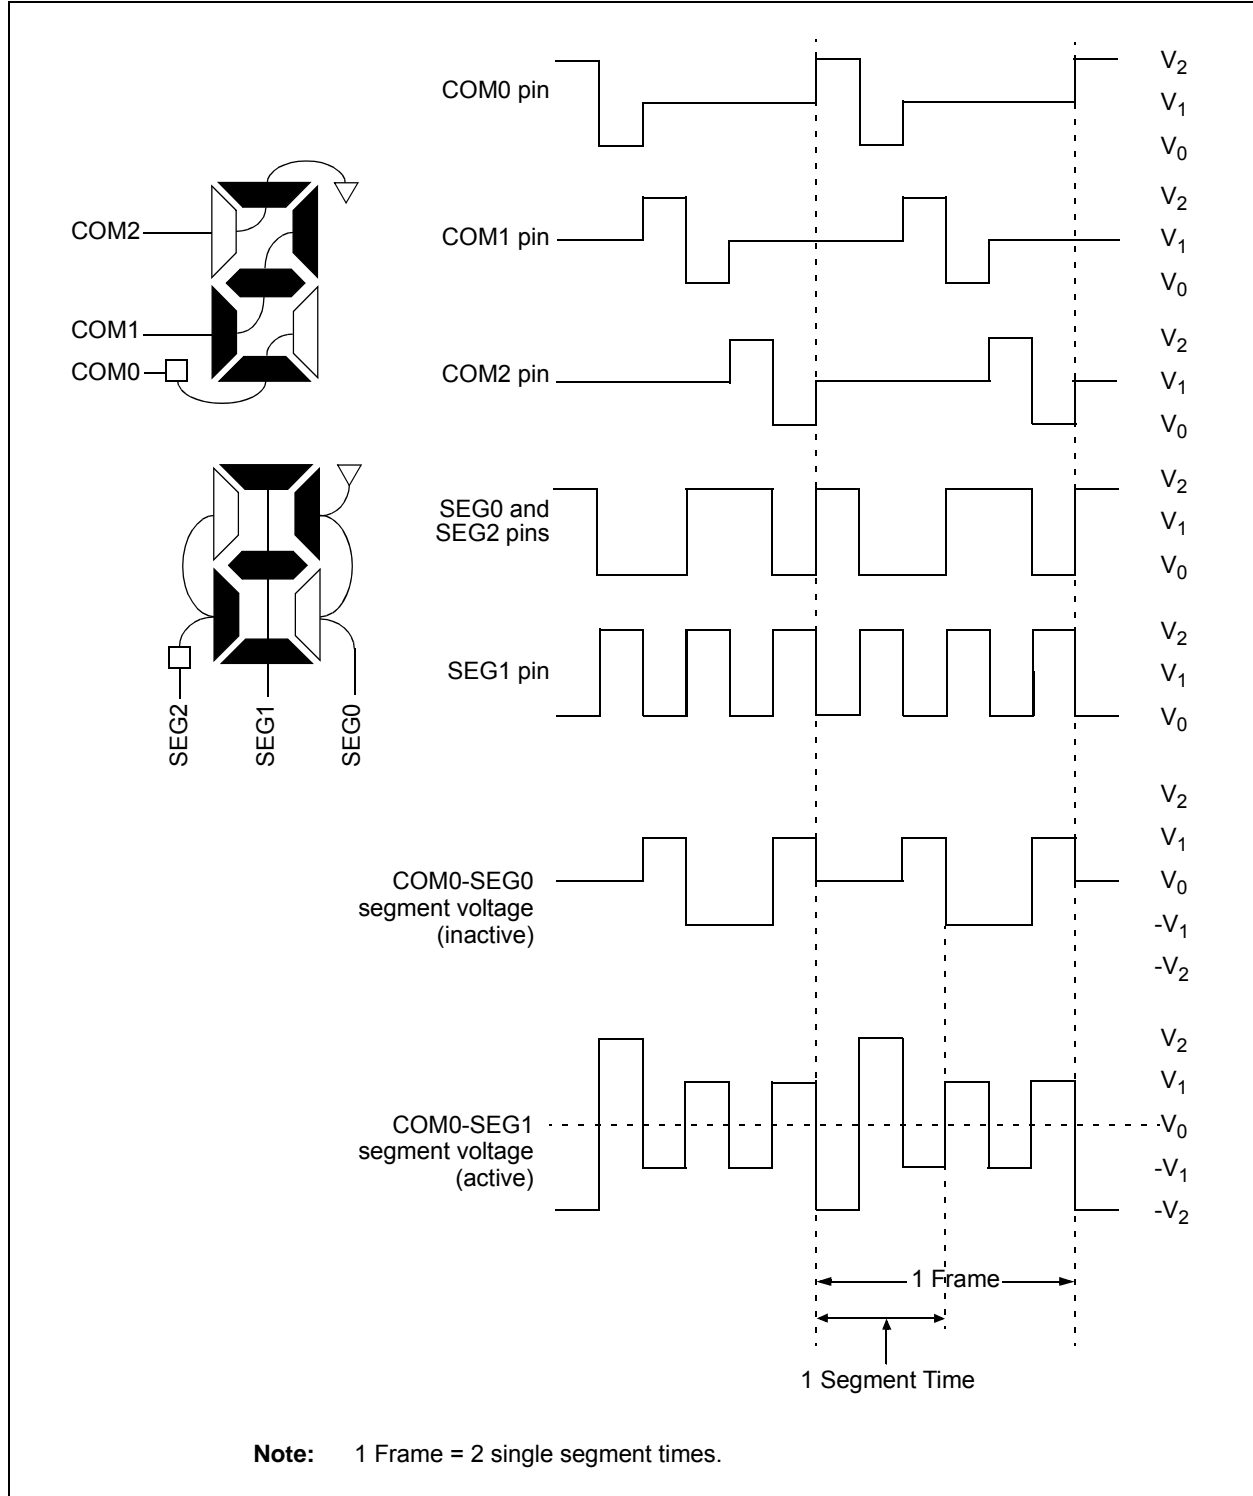 COM0 pin
V2
V1
V0
COM2
COM1
COM0
COM1 pin
V2
V1
V0
COM2 pin
V2
V1
V0
SEG0 and
SEG2 pins
V2
V1
V0
SEG2
SEG1
SEG0
SEG1 pin
V2
V1
V0
COM0-SEG0
segment voltage
(inactive)
V2
V1
V0
-V1
-V2
COM0-SEG1
segment voltage
(active)
V2
V1
V0
-V1
-V2
1 Frame
1 Segment Time
Note: 1 Frame = 2 single segment times.